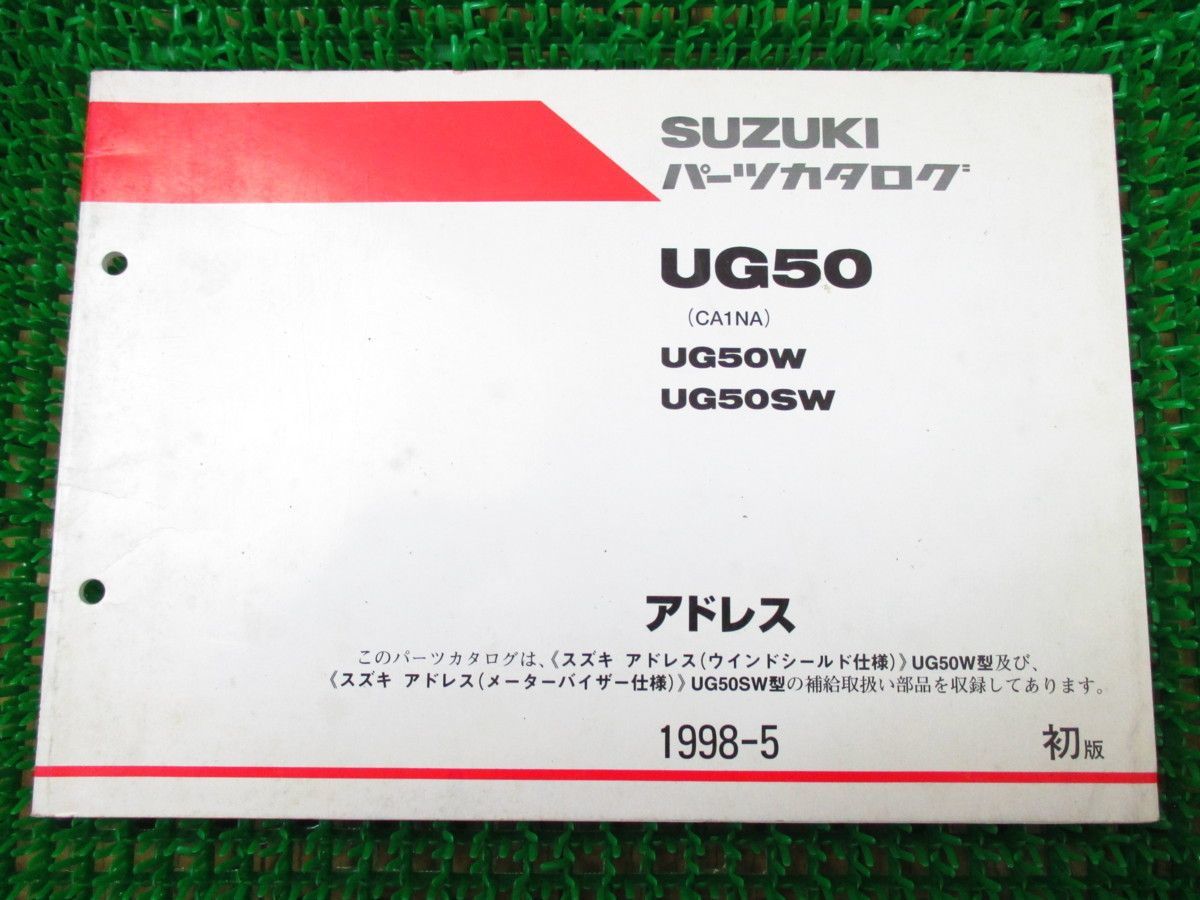 SUZUKI
パーツカタログ
UG50
(CA1NA)
UG50W
UG50SW
アドレス
このパーツカタログは、《スズキ アドレス(ウインドシールド仕様)》UG50W型及び、
《スズキ アドレス(メーターバイザー仕様)》UG50SW型の補給取扱い部品を収録してあります。
1998-5 初版